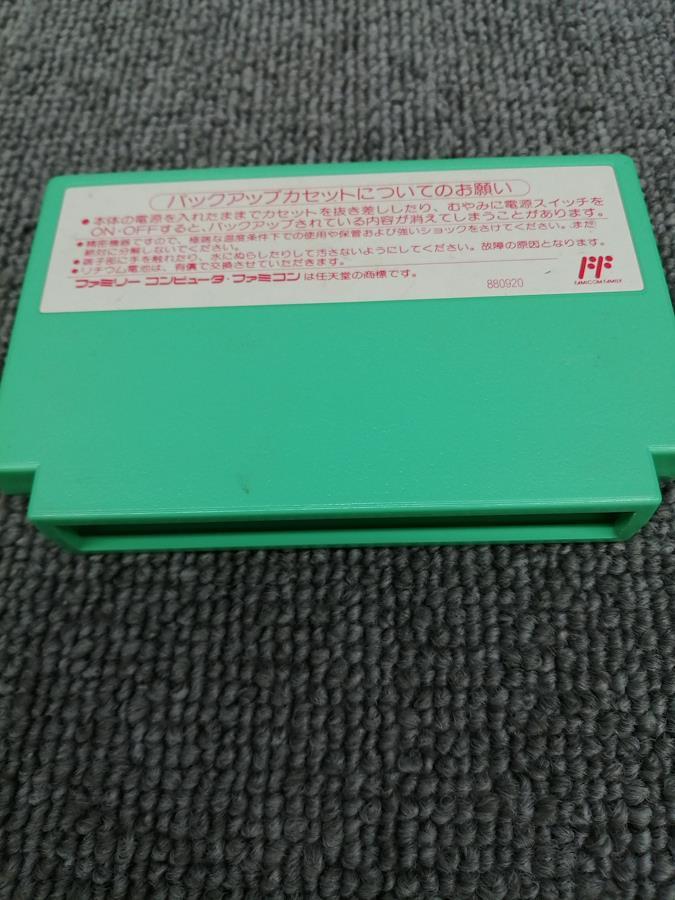 バックアップカセットについてのお願い
●本体の電源を入れたままでカセットを抜き差ししたり、むやみに電源スイッチを
ON・OFFすると、バックアップされている内容が消えてしまうことがあります。
●精密機器ですので、極端な温度条件下での使用や保管および強いショックをさけてください。また
絶対に分解しないでください。
●端子部に手を触れたり、水にぬらしたりして汚さないようにしてください。故障の原因となります。
●リチウム電池は、有償で交換させていただきます。
ファミリー コンピュータ・ファミコン は任天堂の商標です。
880920
FF
FAMICOM FAMILY